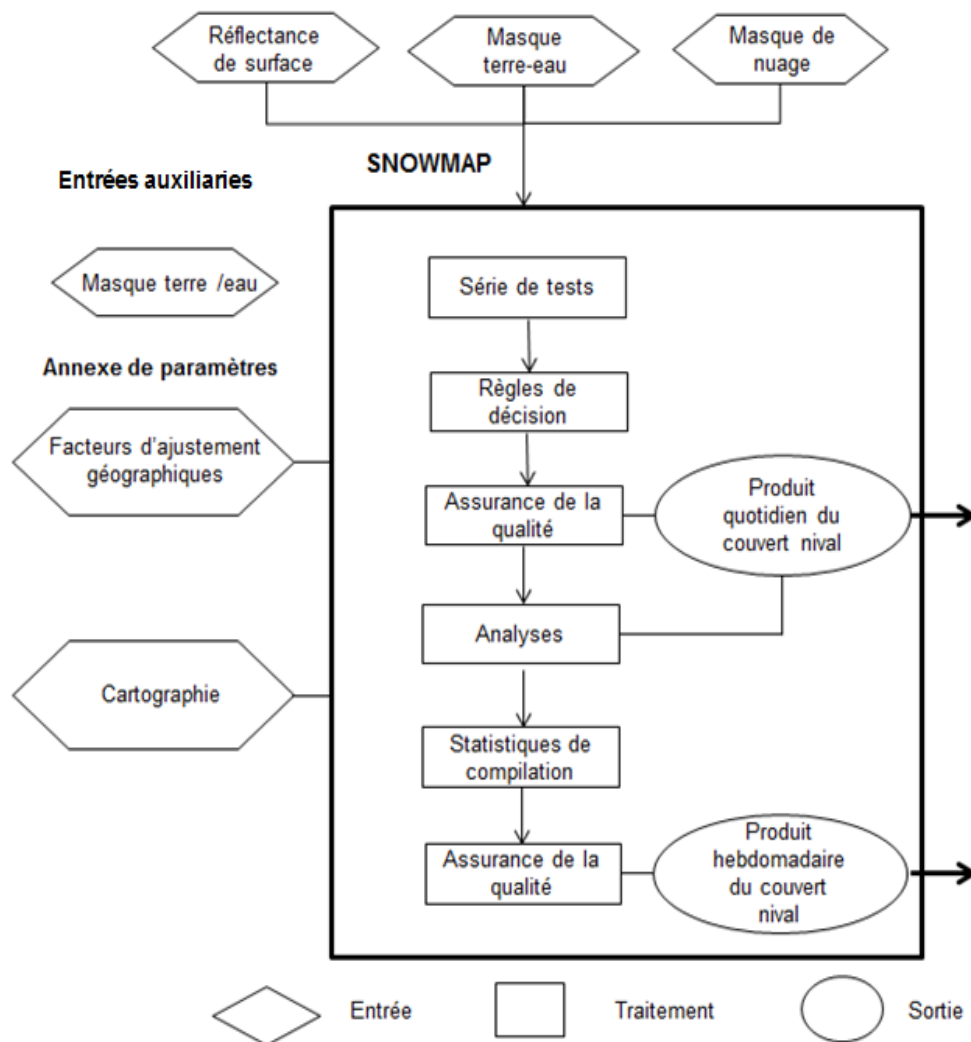 Réflectance
de surface
Masque
terre-eau
Masque de
nuage
SNOWMAP
Entrées auxiliaries
Masque terre /eau
Annexe de paramètres
Facteurs d'ajustement
géographiques
Cartographie
Série de tests
Règles de
décision
Assurance de la
qualité
Produit
quotidien du
couvert nival
Analyses
Statistiques de
compilation
Assurance de la
qualité
Produit
hebdomadaire
du couvert
nival
Entrée
Traitement
Sortie